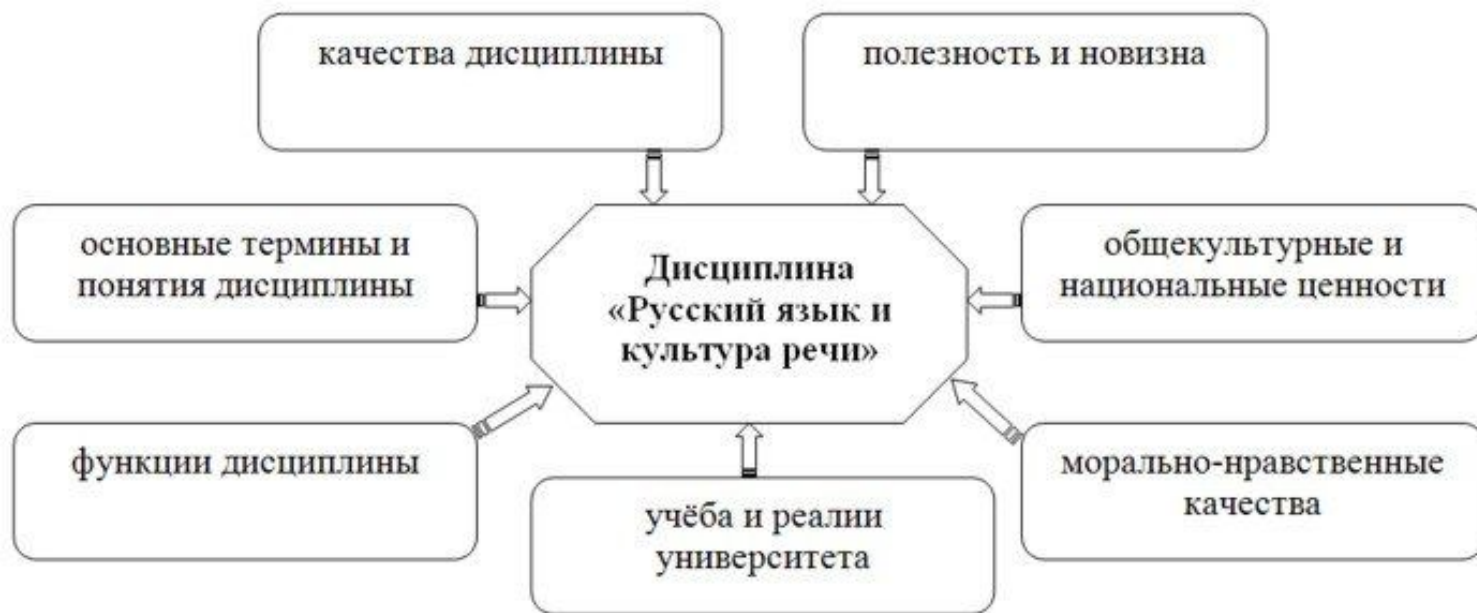 качества дисциплины
полезность и новизна
основные термины и
понятия дисциплины
Дисциплина
«Русский язык и
культура речи»
общекультурные и
национальные ценности
функции дисциплины
учёба и реалии
университета
морально-нравственные
качества